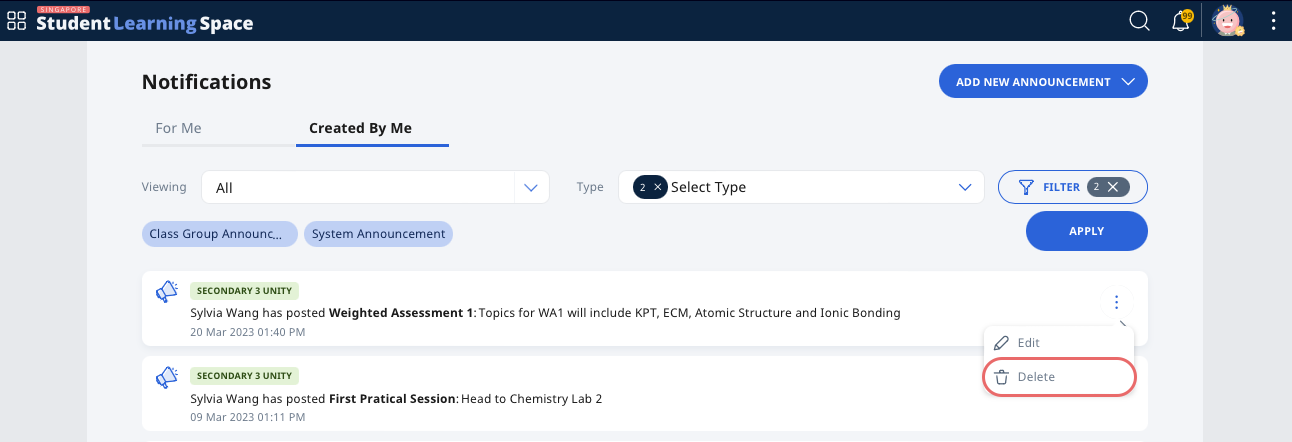 SINGAPORE
Student Learning Space
99
Notifications
ADD NEW ANNOUNCEMENT
For Me
Created By Me
Viewing
All
Type
2 × Select Type
FILTER 2 ×
Class Group Announc...
System Announcement
APPLY
SECONDARY 3 UNITY
Sylvia Wang has posted Weighted Assessment 1: Topics for WA1 will include KPT, ECM, Atomic Structure and Ionic Bonding
20 Mar 2023 01:40 PM
Edit
Delete
SECONDARY 3 UNITY
Sylvia Wang has posted First Pratical Session: Head to Chemistry Lab 2
09 Mar 2023 01:11 PM